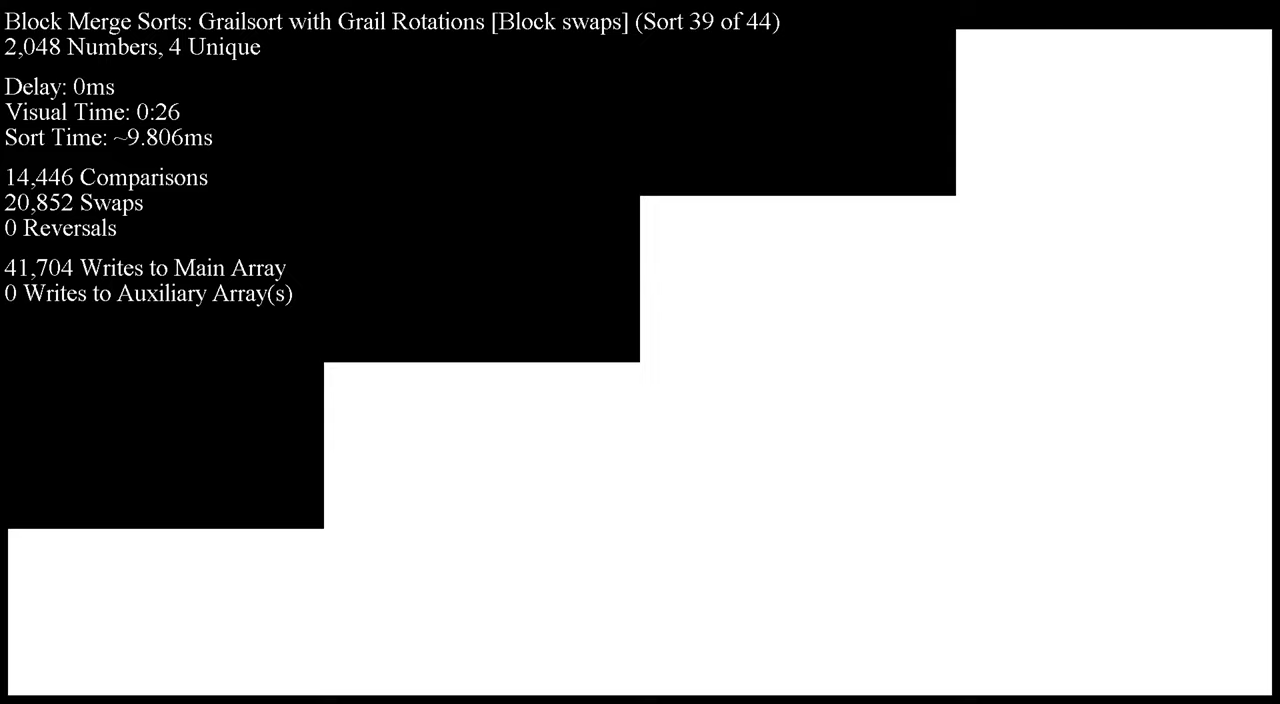 Block Merge Sorts: Grailsort with Grail Rotations [Block swaps] (Sort 39 of 44)
2,048 Numbers, 4 Unique
Delay: 0ms
Visual Time: 0:26
Sort Time: ~9.806ms
14,446 Comparisons
20,852 Swaps
0 Reversals
41,704 Writes to Main Array
0 Writes to Auxiliary Array(s)